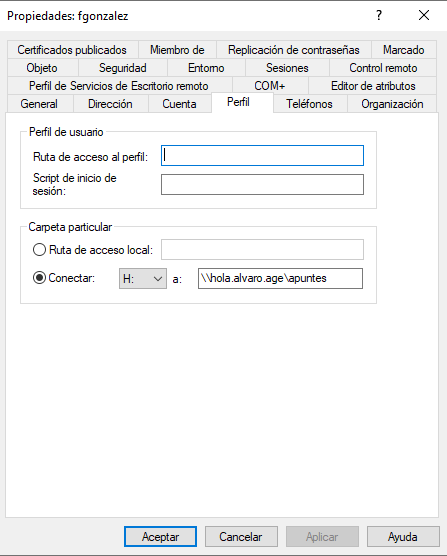 Propiedades: fgonzalez ? ×
Certificados publicados Miembro de Replicación de contraseñas Marcado
Objeto Seguridad Entorno Sesiones Control remoto
Perfil de Servicios de Escritorio remoto COM+ Editor de atributos
General Dirección Cuenta Perfil Teléfonos Organización
Perfil de usuario
Ruta de acceso al perfil:
Script de inicio de
sesión:
Carpeta particular
Ruta de acceso local:
Conectar: H: a: \\hola.alvaro.age\apuntes
Aceptar Cancelar Aplicar Ayuda